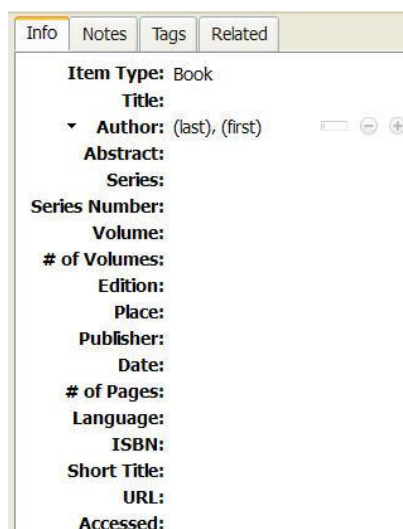 Info Notes Tags Related
Item Type: Book
Title:
Author: (last), (first)
Abstract:
Series:
Series Number:
Volume:
# of Volumes:
Edition:
Place:
Publisher:
Date:
# of Pages:
Language:
ISBN:
Short Title:
URL:
Accessed: